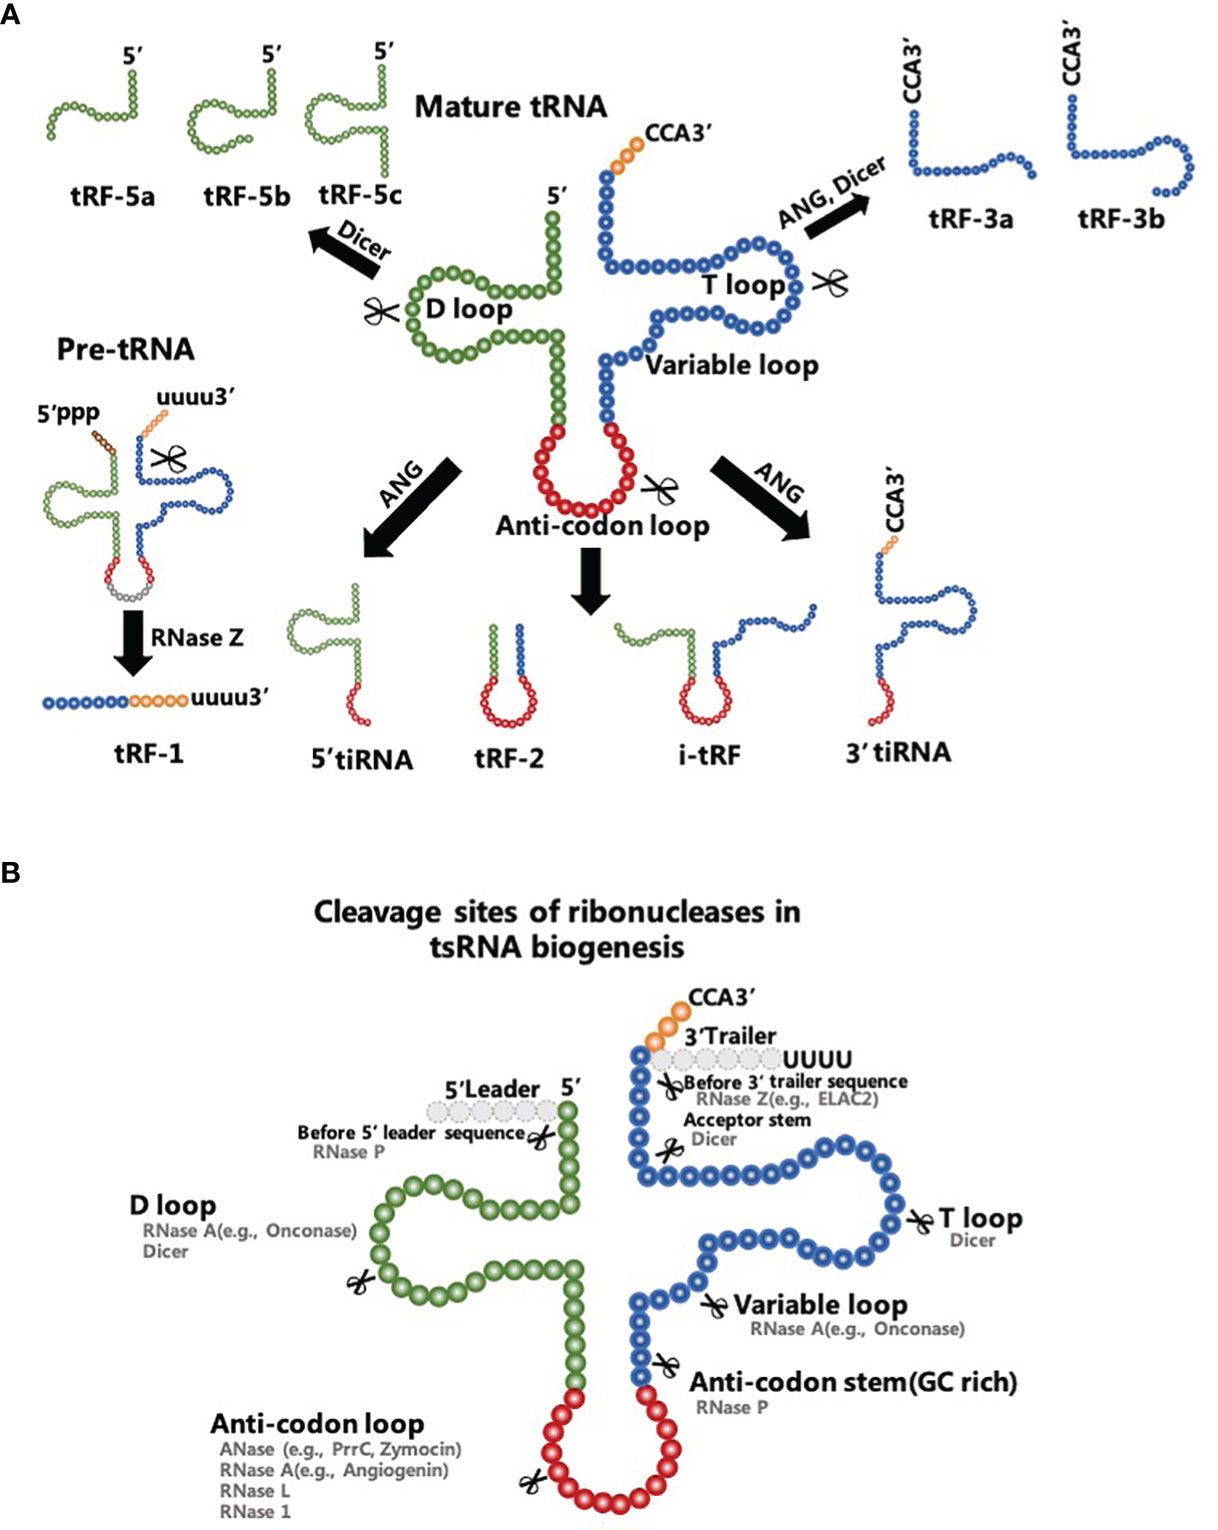 A
5′
5′
5′
tRF-5a
tRF-5b
tRF-5c
Mature tRNA
CCA3′
5′
D loop
T loop
Variable loop
Anti-codon loop
Dicer
ANG, Dicer
CCA3′
CCA3′
tRF-3a
tRF-3b
Pre-tRNA
5′ppp
uuuu3′
RNase Z
uuuu3′
tRF-1
ANG
ANG
CCA3′
5′tiRNA
tRF-2
i-tRF
3′ tiRNA
B
Cleavage sites of ribonucleases in
tsRNA biogenesis
CCA3′
3′Trailer
UUUU
Before 3′ trailer sequence
RNase Z(e.g., ELAC2)
Acceptor stem
Dicer
5′Leader
5′
Before 5′ leader sequence
RNase P
D loop
RNase A(e.g., Onconase)
Dicer
T loop
Dicer
Variable loop
RNase A(e.g., Onconase)
Anti-codon stem(GC rich)
RNase P
Anti-codon loop
ANase (e.g., PrrC, Zymocin)
RNase A(e.g., Angiogenin)
RNase L
RNase 1